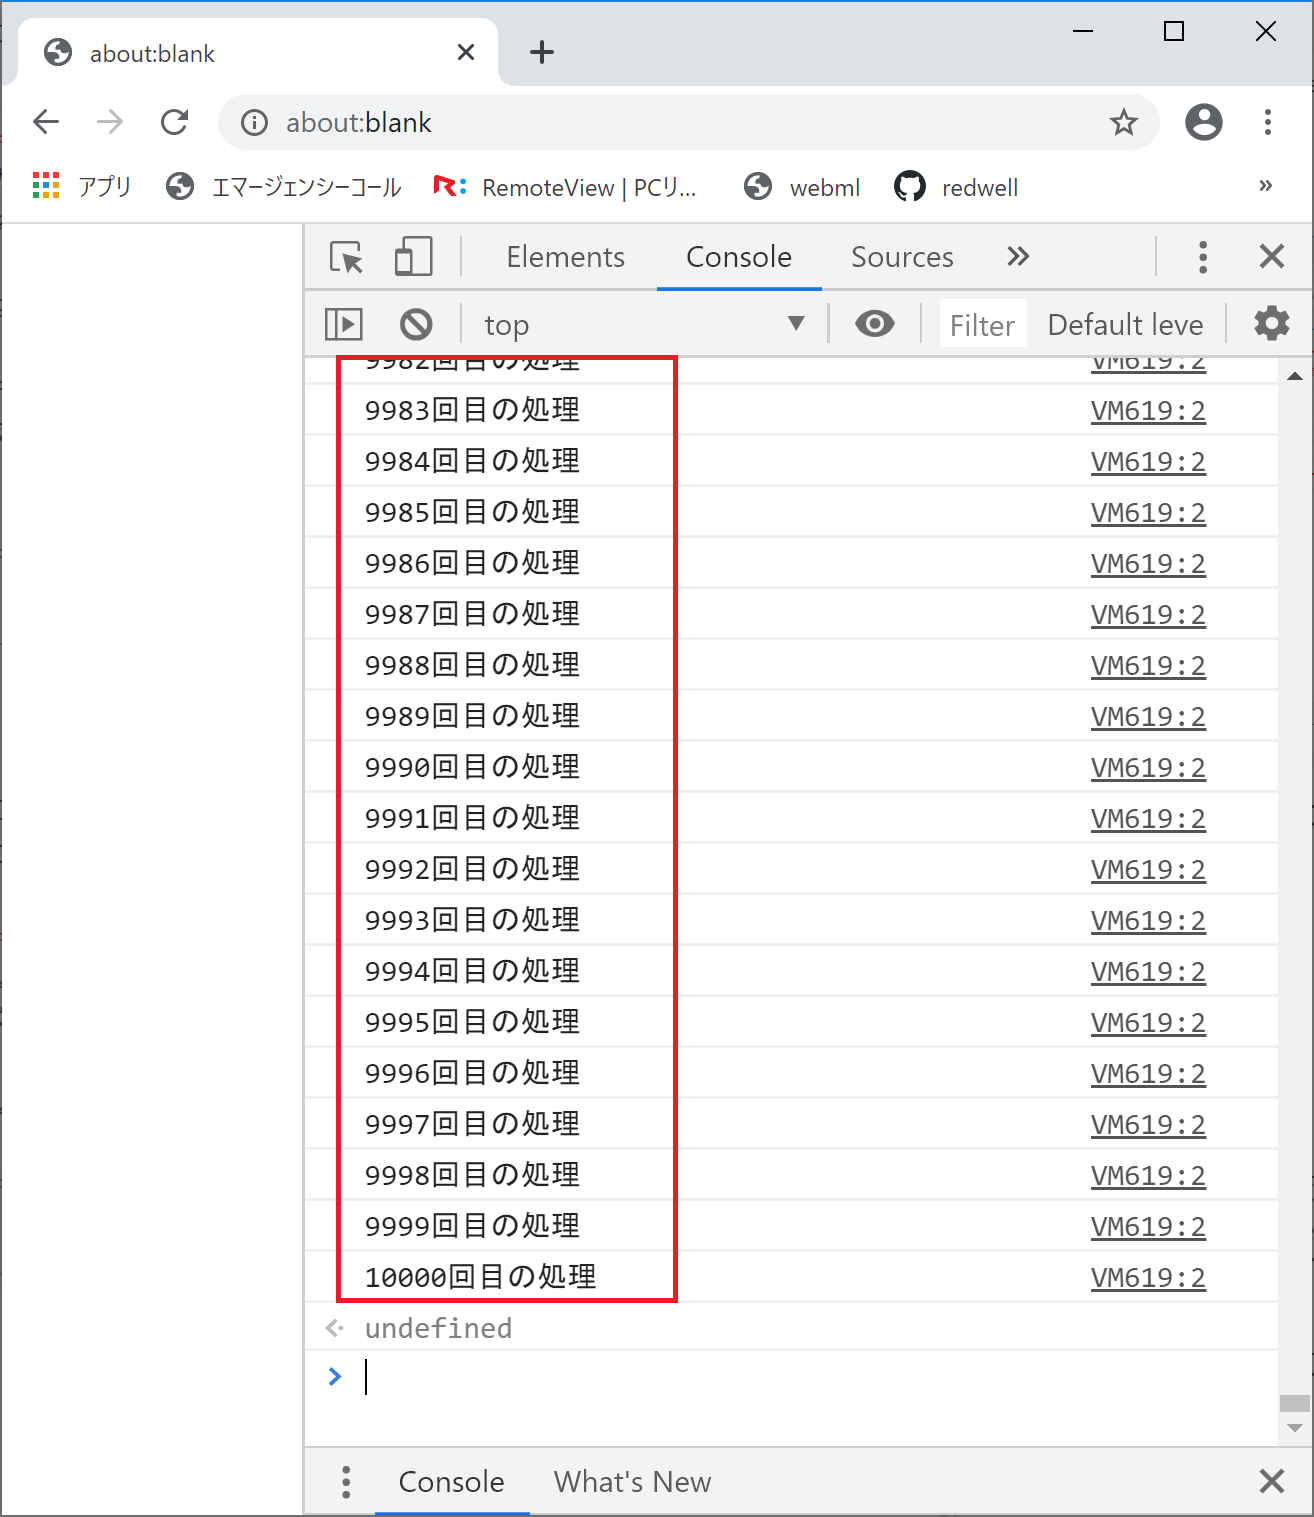 about:blank
about:blank
アプリ エマージェンシーコール RemoteView | PCリ... webml redwell »
Elements Console Sources »
top Filter Default leve
9982回目の処理 VM619:2
9983回目の処理 VM619:2
9984回目の処理 VM619:2
9985回目の処理 VM619:2
9986回目の処理 VM619:2
9987回目の処理 VM619:2
9988回目の処理 VM619:2
9989回目の処理 VM619:2
9990回目の処理 VM619:2
9991回目の処理 VM619:2
9992回目の処理 VM619:2
9993回目の処理 VM619:2
9994回目の処理 VM619:2
9995回目の処理 VM619:2
9996回目の処理 VM619:2
9997回目の処理 VM619:2
9998回目の処理 VM619:2
9999回目の処理 VM619:2
10000回目の処理 VM619:2
undefined
Console What's New